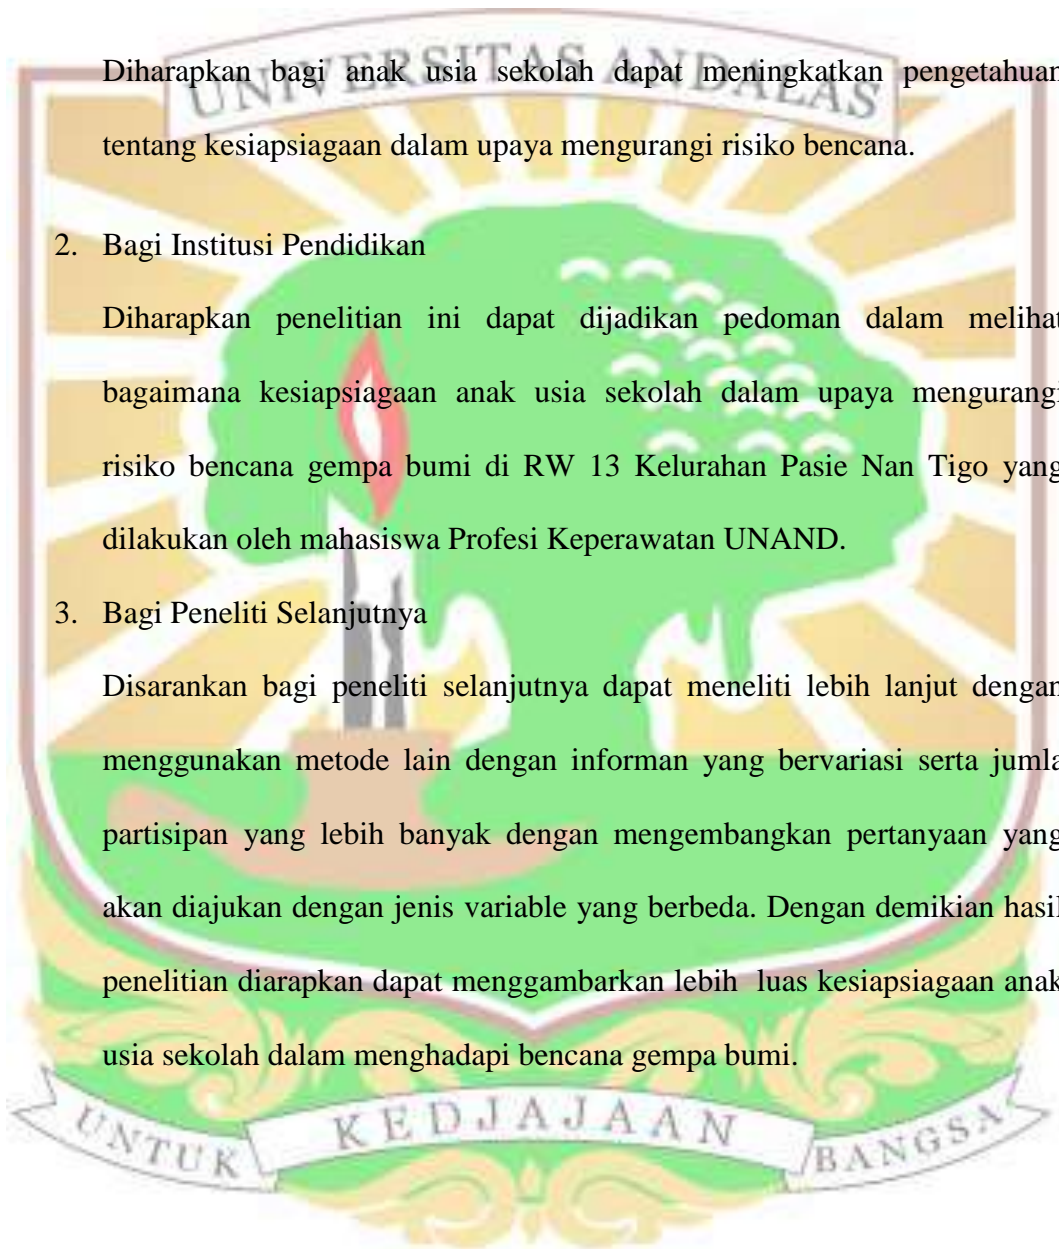 UNIVERSITAS ANDALAS
Diharapkan bagi anak usia sekolah dapat meningkatkan pengetahuan
tentang kesiapsiagaan dalam upaya mengurangi risiko bencana.
2. Bagi Institusi Pendidikan
Diharapkan penelitian ini dapat dijadikan pedoman dalam melihat
bagaimana kesiapsiagaan anak usia sekolah dalam upaya mengurangi
risiko bencana gempa bumi di RW 13 Kelurahan Pasie Nan Tigo yang
dilakukan oleh mahasiswa Profesi Keperawatan UNAND.
3. Bagi Peneliti Selanjutnya
Disarankan bagi peneliti selanjutnya dapat meneliti lebih lanjut dengan
menggunakan metode lain dengan informan yang bervariasi serta jumla
partisipan yang lebih banyak dengan mengembangkan pertanyaan yang
akan diajukan dengan jenis variable yang berbeda. Dengan demikian hasil
penelitian diarapkan dapat menggambarkan lebih luas kesiapsiagaan anak
usia sekolah dalam menghadapi bencana gempa bumi.
UNTUK KEDJAJAAN BANGSA